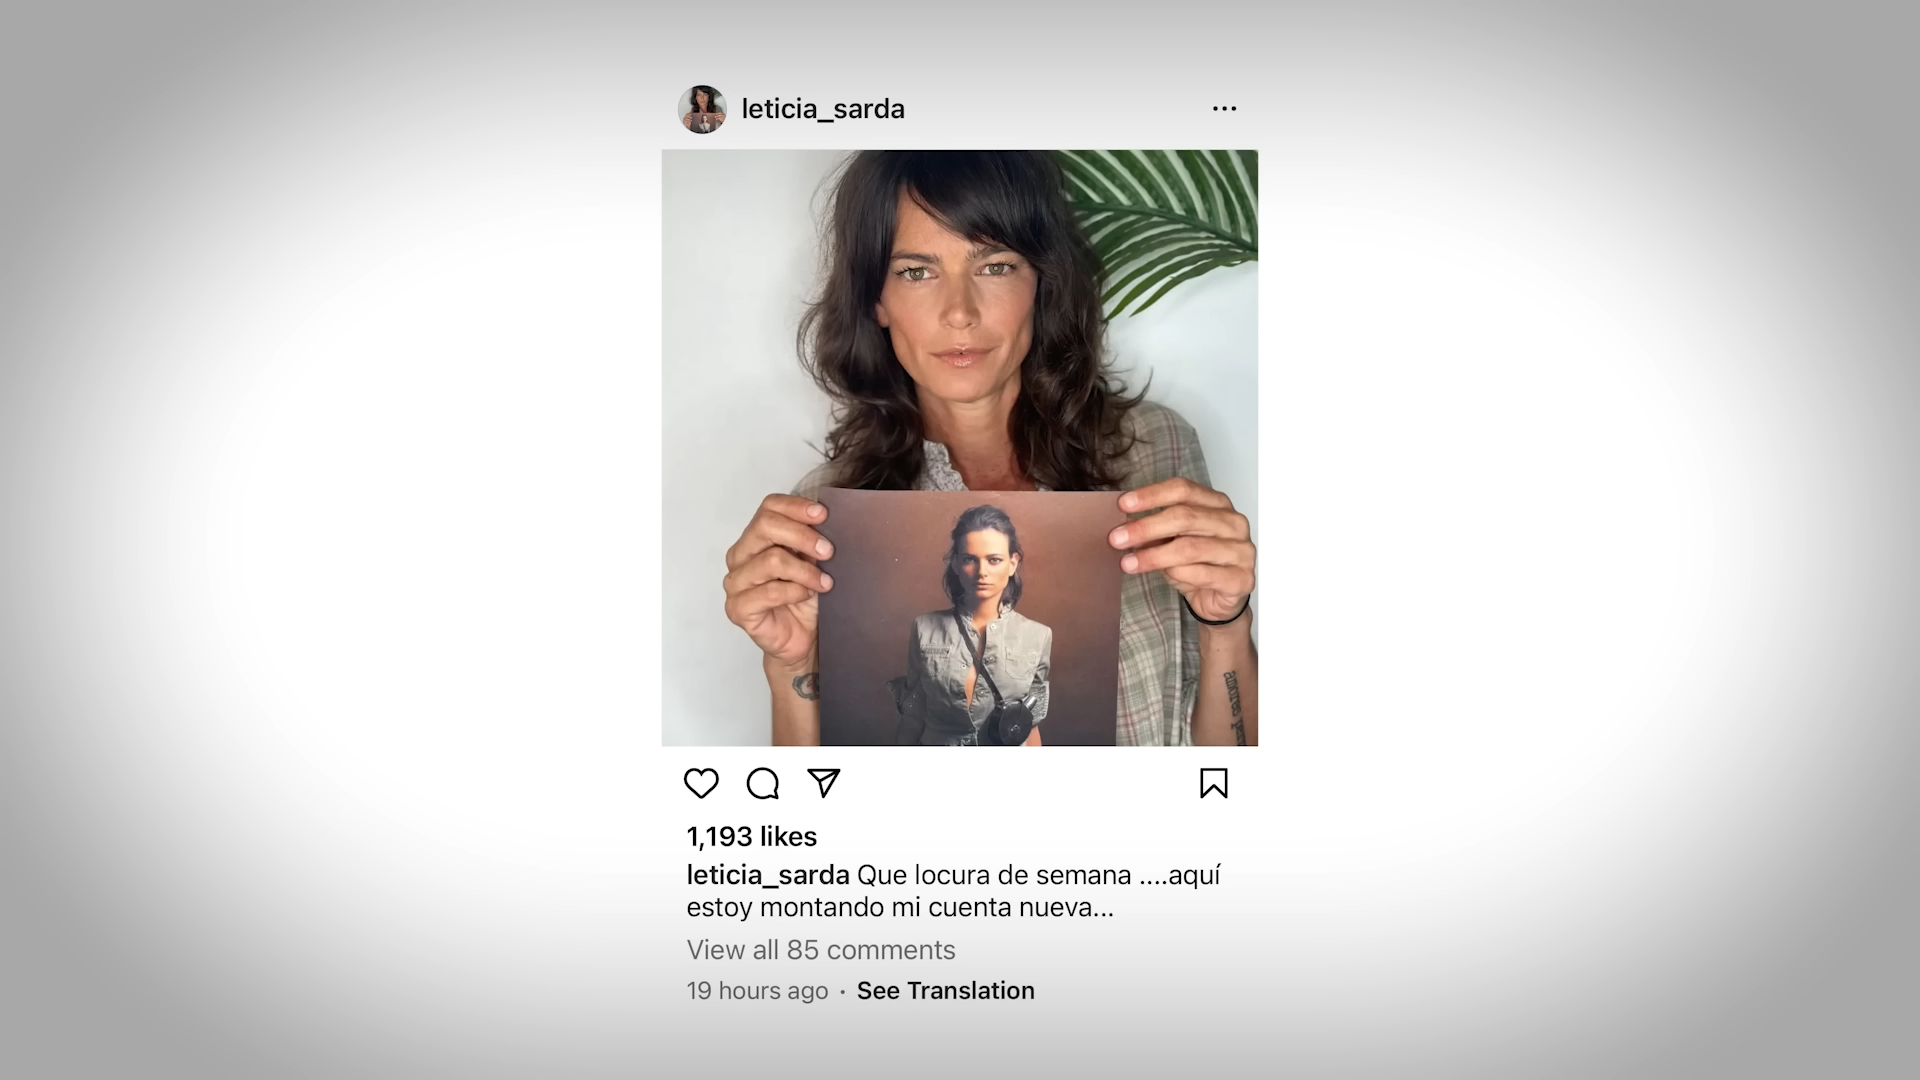 leticia_sarda
1,193 likes
leticia_sarda Que locura de semana ....aquí
estoy montando mi cuenta nueva...
View all 85 comments
19 hours ago · See Translation